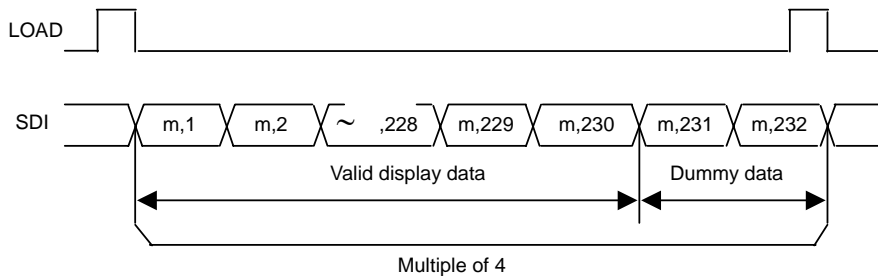 LOAD
SDI m,1 m,2 ~ ,228 m,229 m,230 m,231 m,232
Valid display data Dummy data
Multiple of 4